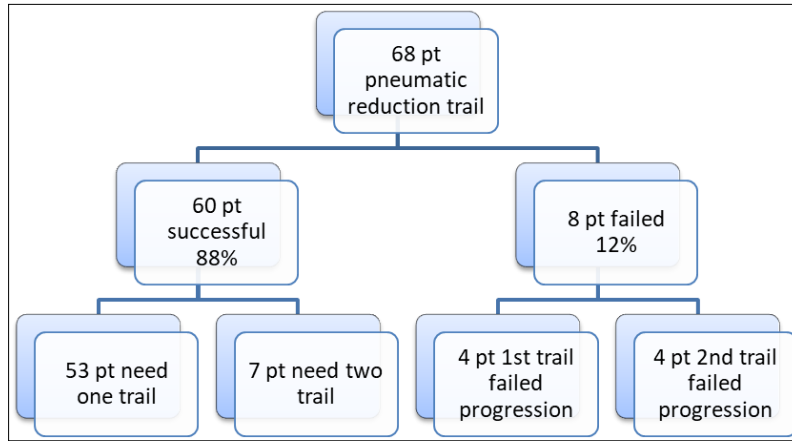 68 pt
pneumatic
reduction trail
60 pt
successful
88%
8 pt failed
12%
53 pt need
one trail
7 pt need two
trail
4 pt 1st trail
failed
progression
4 pt 2nd trail
failed
progression